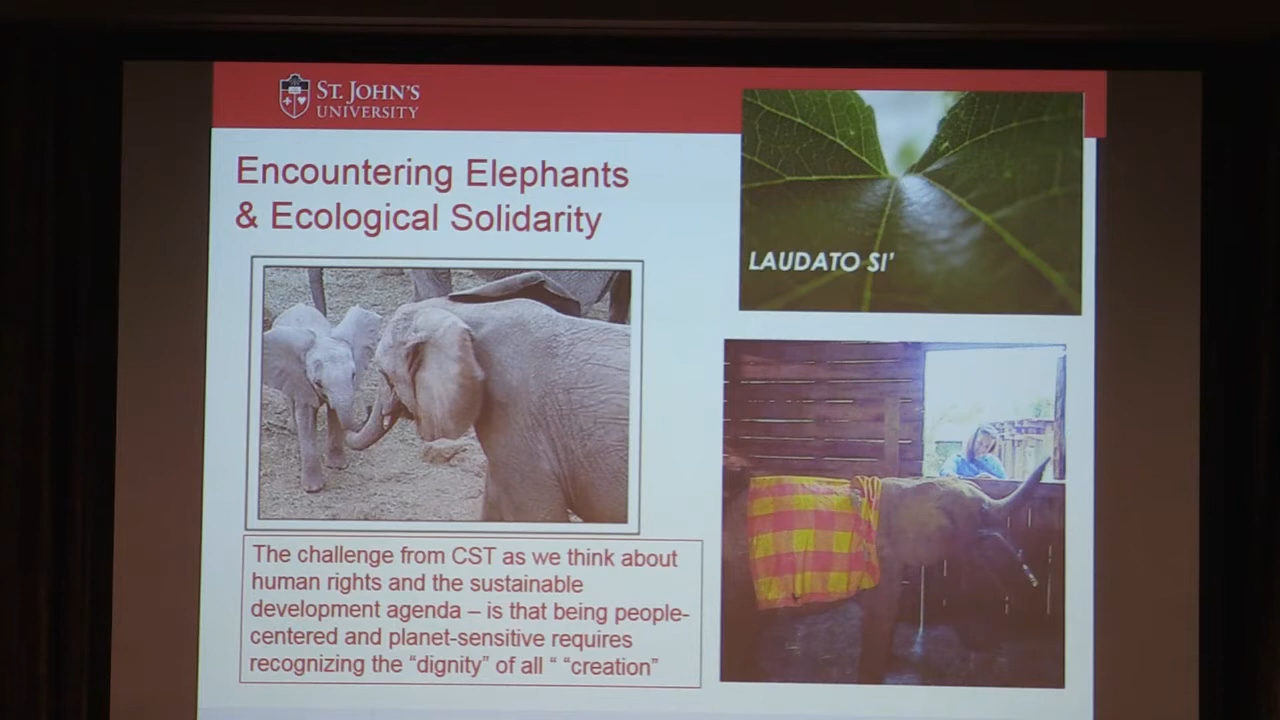 ST. JOHN'S
UNIVERSITY
Encountering Elephants
& Ecological Solidarity
LAUDATO SI'
The challenge from CST as we think about
human rights and the sustainable
development agenda – is that being people-
centered and planet-sensitive requires
recognizing the “dignity” of all “ “creation”